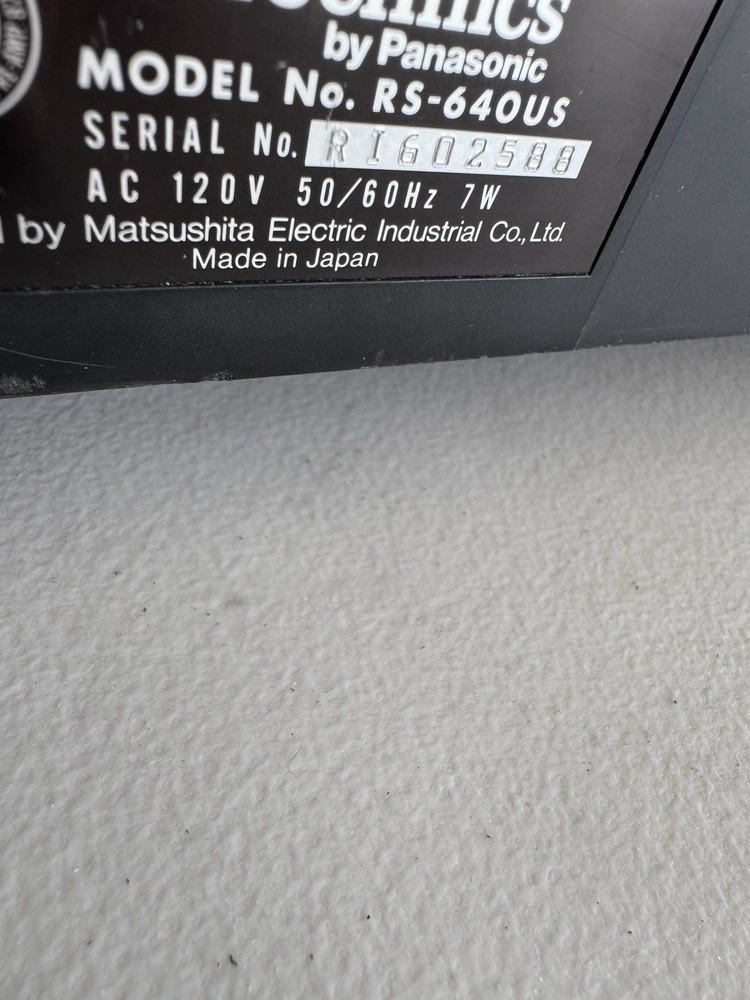 Technics
by Panasonic
MODEL No. RS-640US
SERIAL No. RI602588
AC 120V 50/60Hz 7W
by Matsushita Electric Industrial Co., Ltd.
Made in Japan